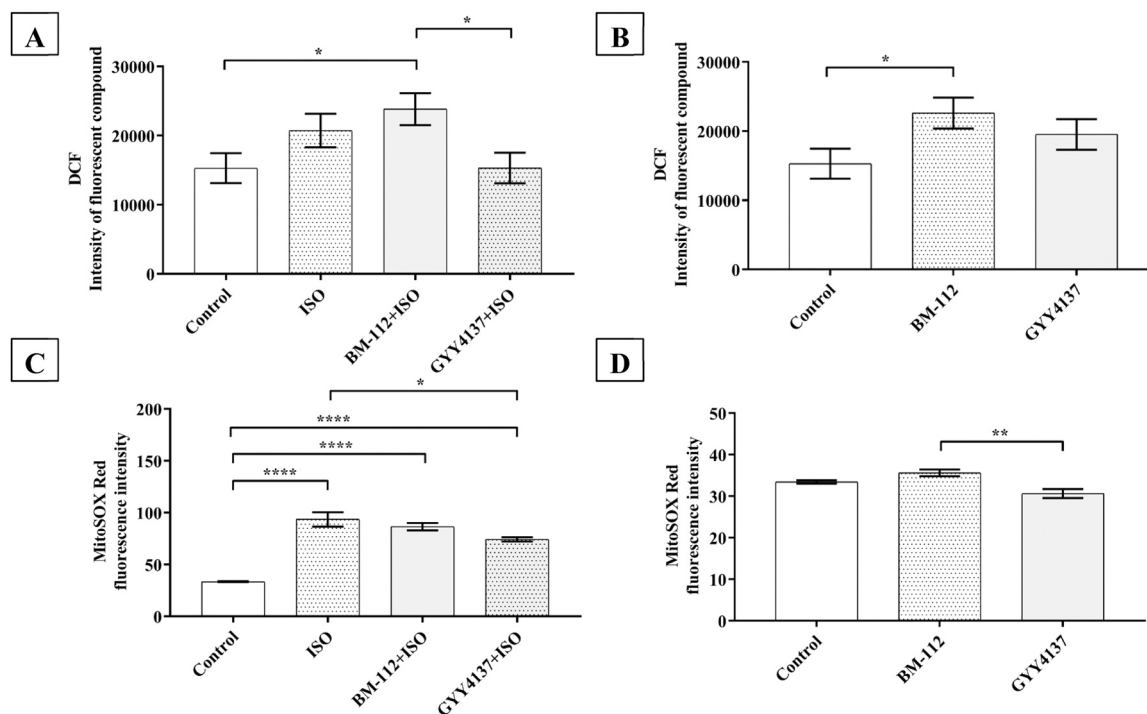 A
*
*
30000
20000
10000
0
DCF
Intensity of fluorescent compound
Control
ISO
BM-112+ISO
GYY4137+ISO
B
*
30000
20000
10000
0
DCF
Intensity of fluorescent compound
Control
BM-112
GYY4137
C
*
****
****
****
200
150
100
50
0
MitoSOX Red
fluorescence intensity
Control
ISO
BM-112+ISO
GYY4137+ISO
D
**
50
40
30
20
10
0
MitoSOX Red
fluorescence intensity
Control
BM-112
GYY4137